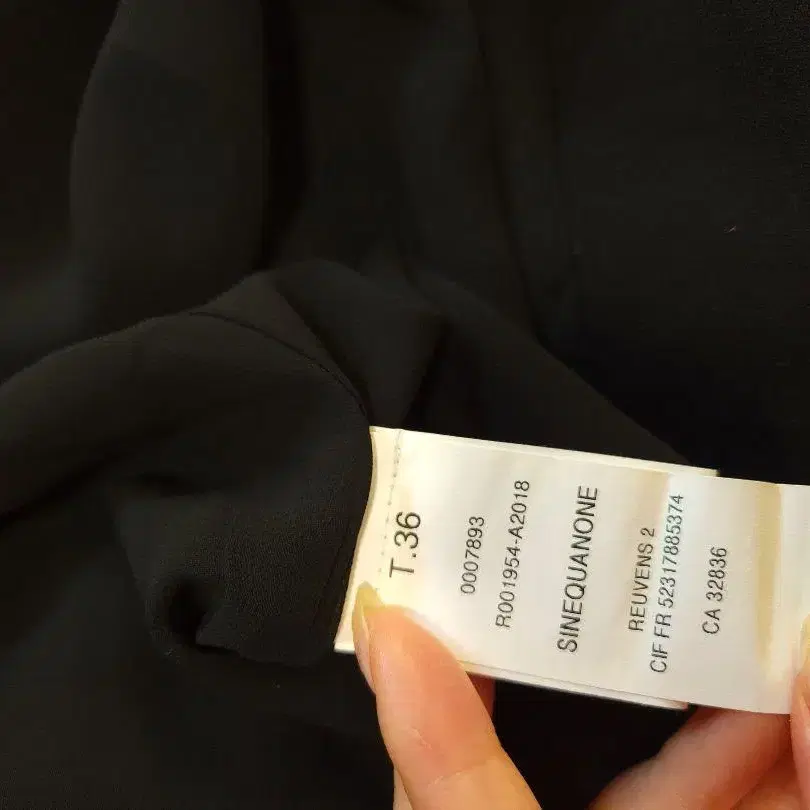 T.36
0007893
R001954-A2018
SINEQUANONE
REUVENS 2
CIF FR 52317885374
CA 32836